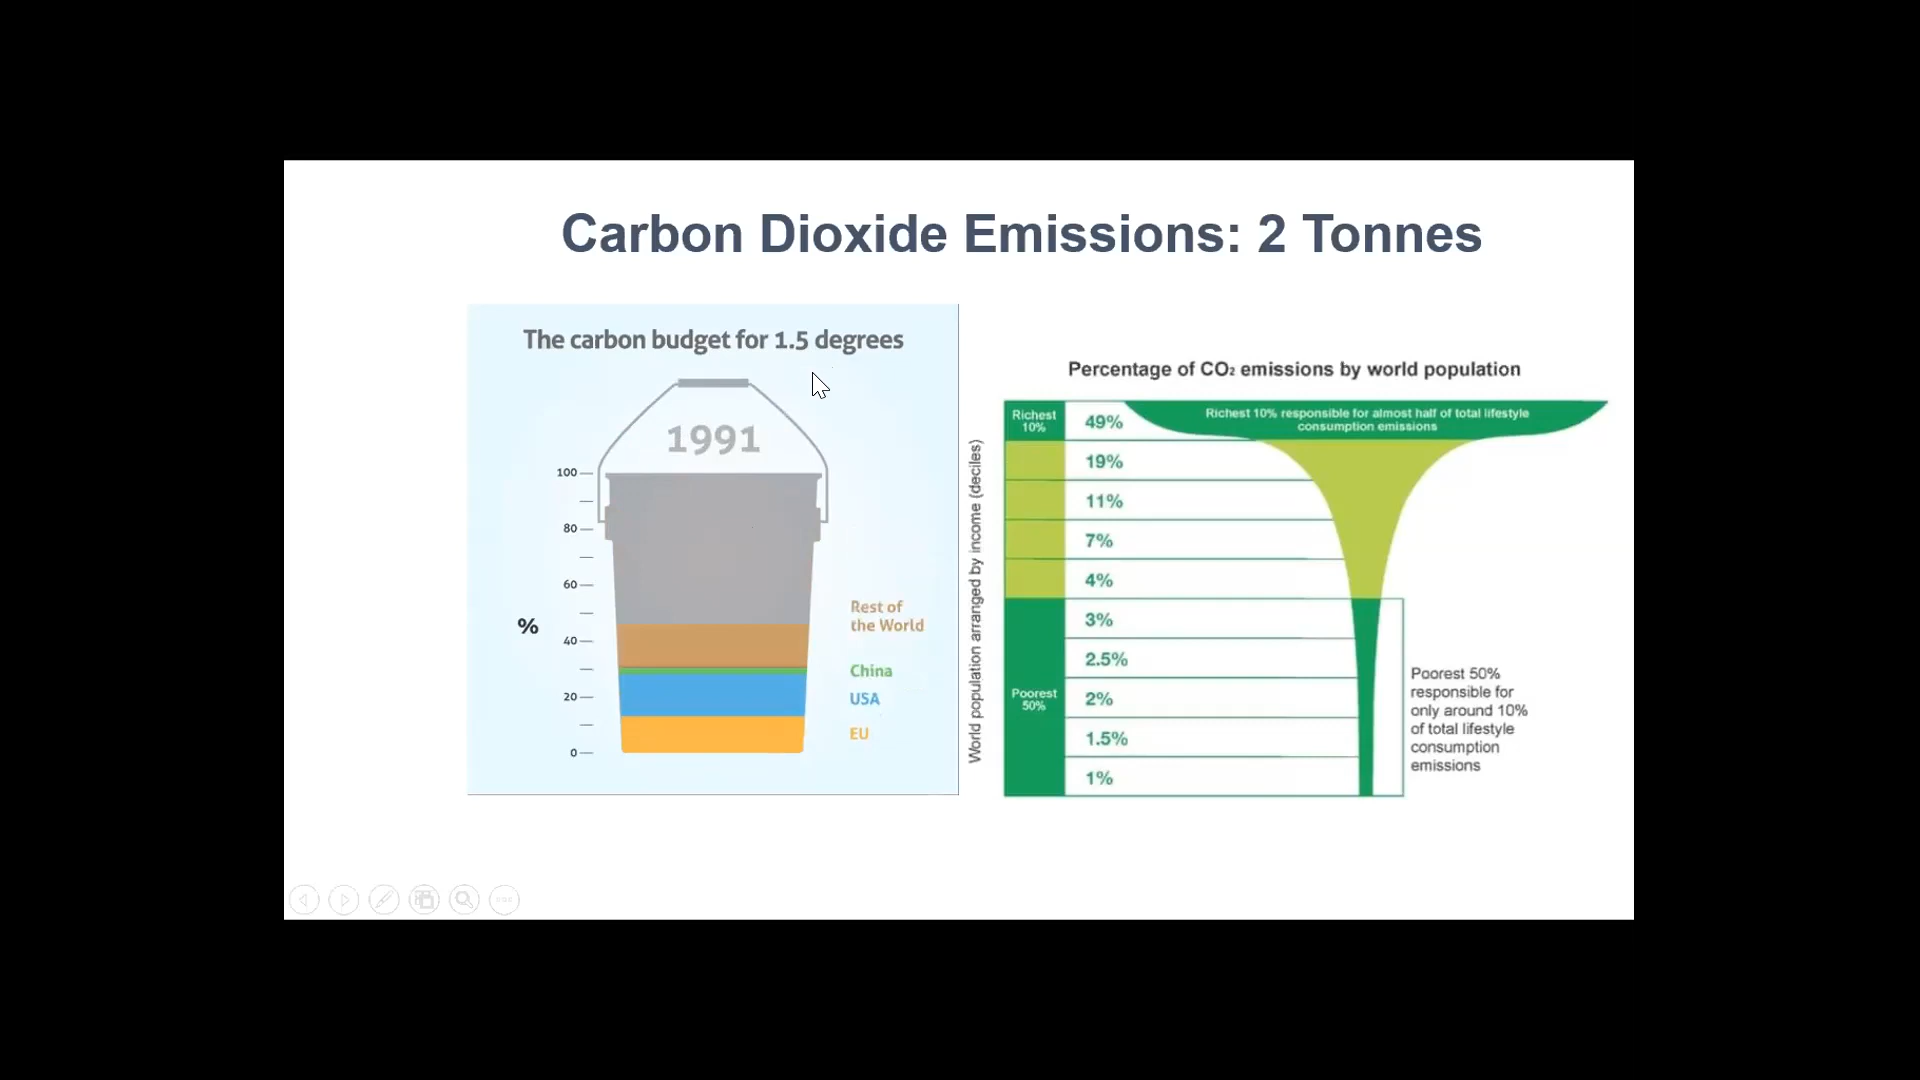 Carbon Dioxide Emissions: 2 Tonnes
The carbon budget for 1.5 degrees
1991
100
80
60
40
20
0
%
Rest of
the World
China
USA
EU
Percentage of CO₂ emissions by world population
World population arranged by income (deciles)
Richest
10%
49%
Richest 10% responsible for almost half of total lifestyle
consumption emissions
19%
11%
7%
4%
3%
2.5%
2%
1.5%
1%
Poorest
50%
Poorest 50%
responsible for
only around 10%
of total lifestyle
consumption
emissions